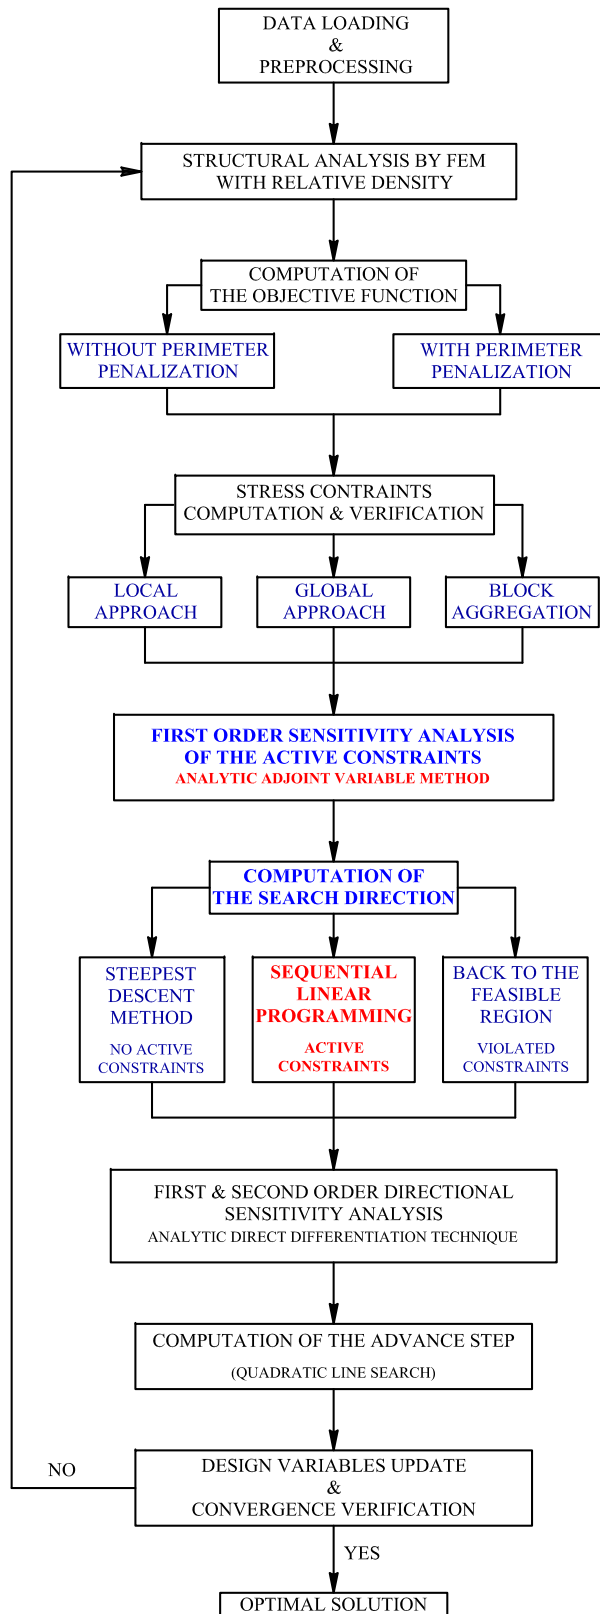 DATA LOADING
&
PREPROCESSING
STRUCTURAL ANALYSIS BY FEM
WITH RELATIVE DENSITY
COMPUTATION OF
THE OBJECTIVE FUNCTION
WITHOUT PERIMETER
PENALIZATION
WITH PERIMETER
PENALIZATION
STRESS CONTRAINTS
COMPUTATION & VERIFICATION
LOCAL
APPROACH
GLOBAL
APPROACH
BLOCK
AGGREGATION
FIRST ORDER SENSITIVITY ANALYSIS
OF THE ACTIVE CONSTRAINTS
ANALYTIC ADJOINT VARIABLE METHOD
COMPUTATION OF
THE SEARCH DIRECTION
STEEPEST
DESCENT
METHOD
NO ACTIVE
CONSTRAINTS
SEQUENTIAL
LINEAR
PROGRAMMING
ACTIVE
CONSTRAINTS
BACK TO THE
FEASIBLE
REGION
VIOLATED
CONSTRAINTS
FIRST & SECOND ORDER DIRECTIONAL
SENSITIVITY ANALYSIS
ANALYTIC DIRECT DIFFERENTIATION TECHNIQUE
COMPUTATION OF THE ADVANCE STEP
(QUADRATIC LINE SEARCH)
NO
DESIGN VARIABLES UPDATE
&
CONVERGENCE VERIFICATION
YES
OPTIMAL SOLUTION